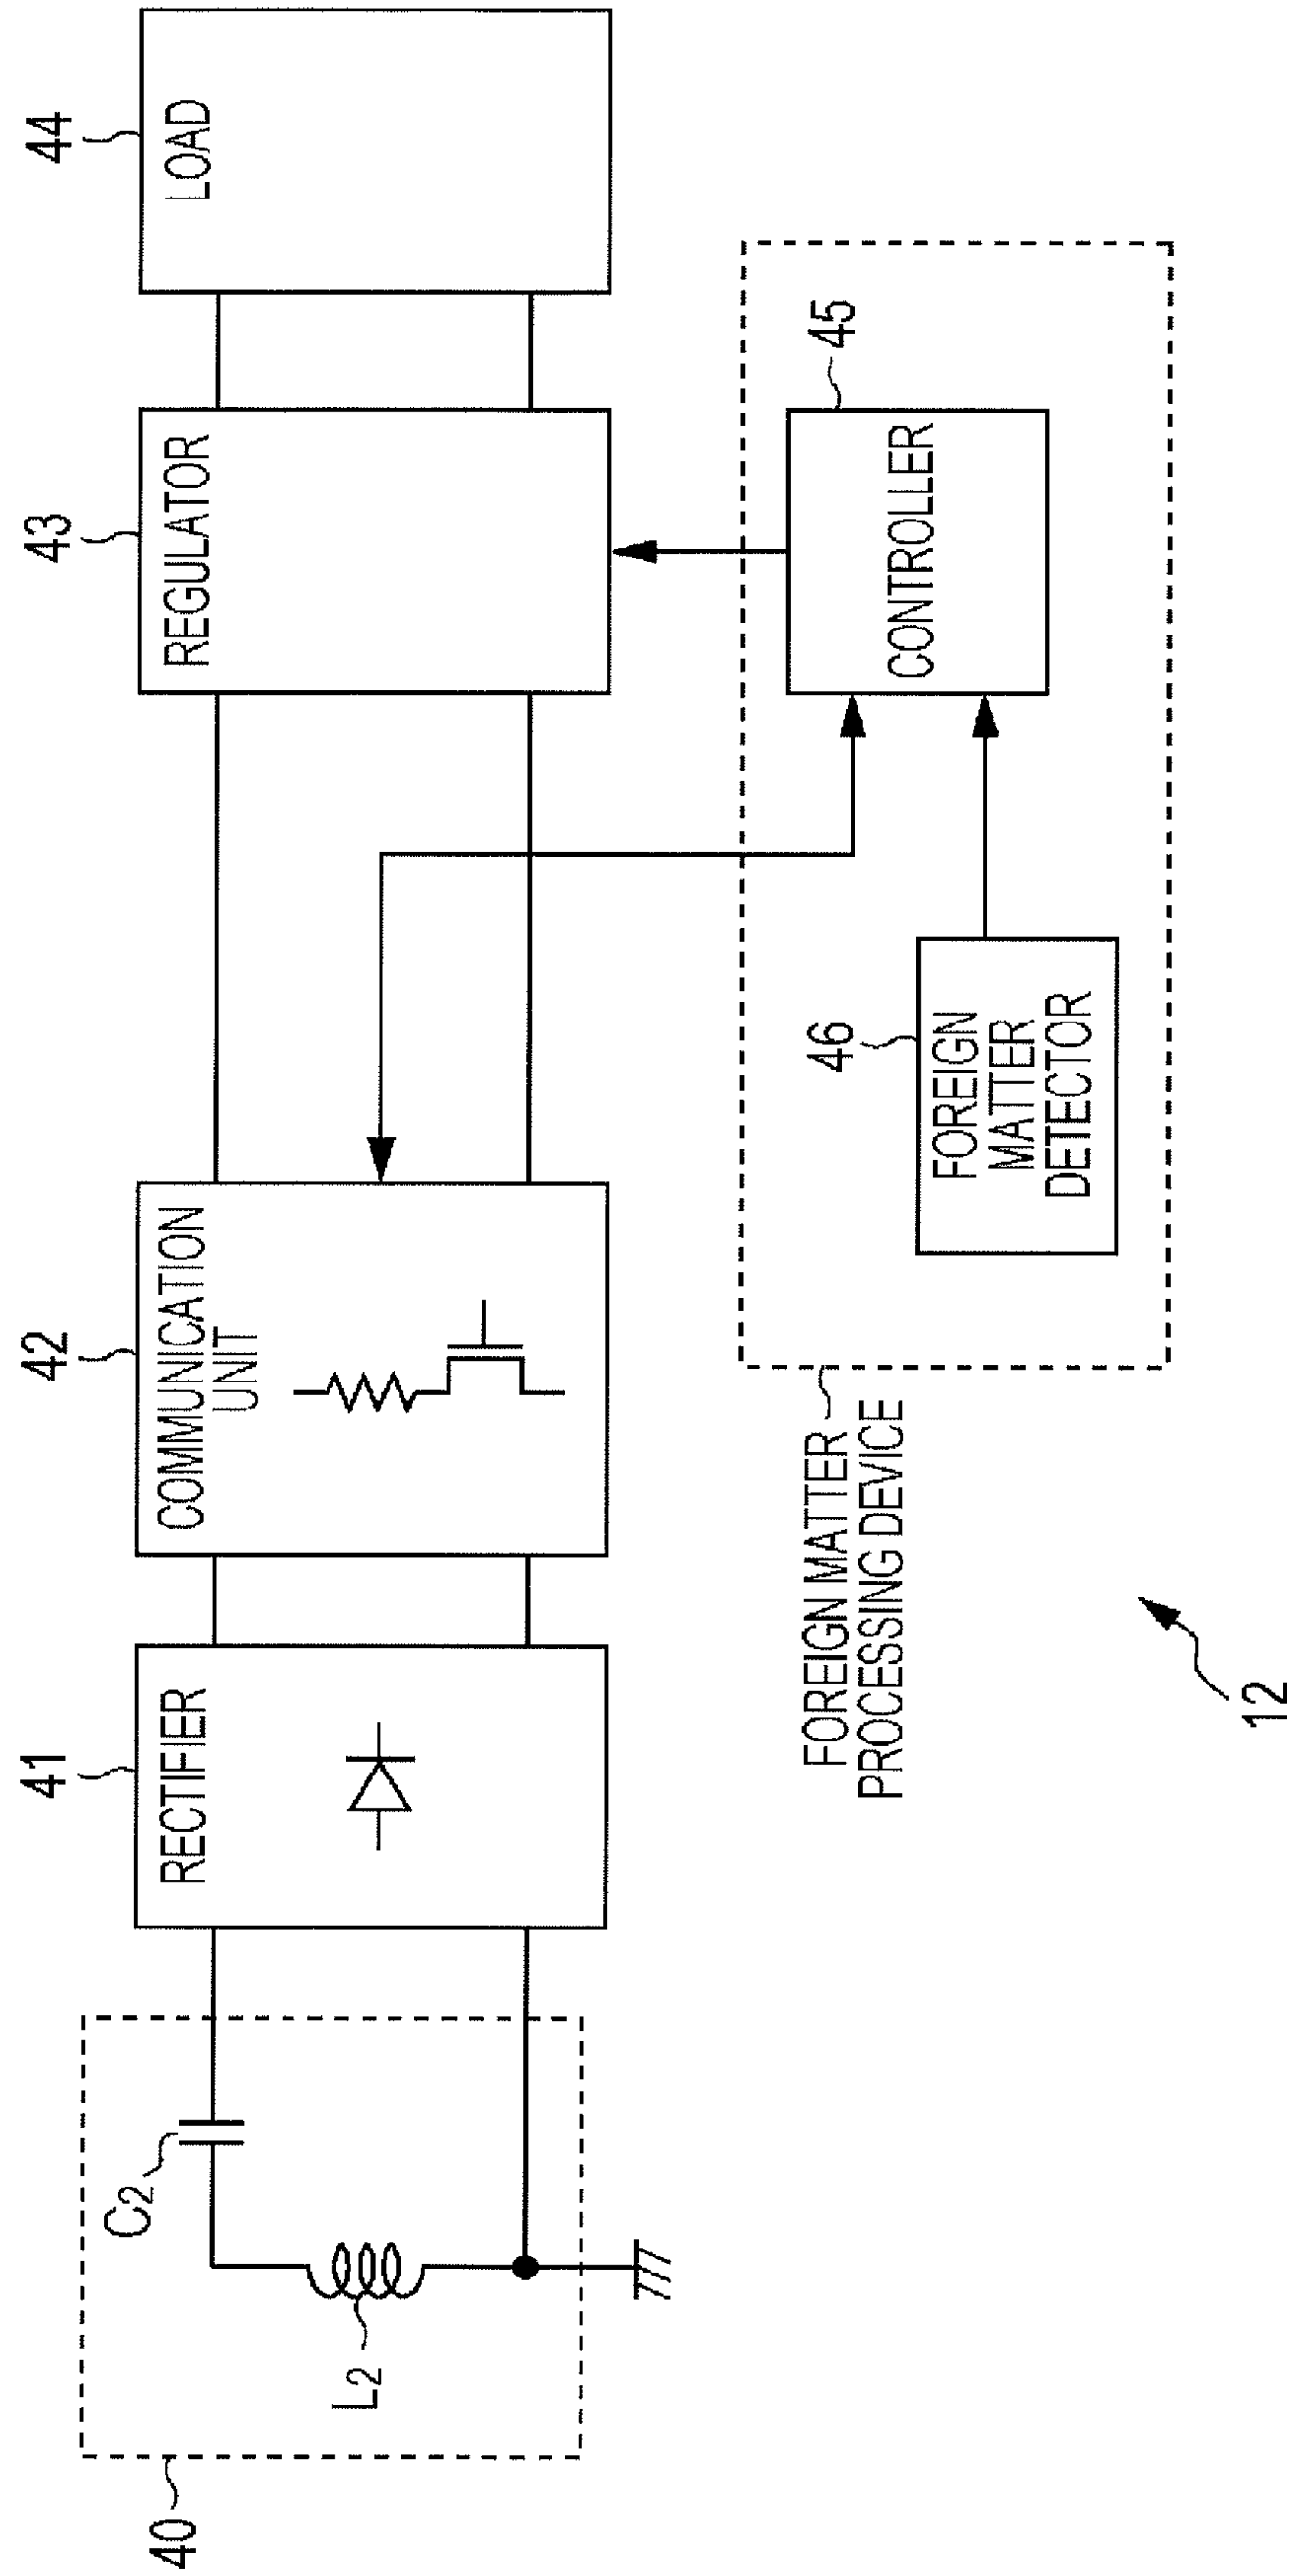 40
C2
L2
41
RECTIFIER
42
COMMUNICATION
UNIT
43
REGULATOR
44
LOAD
FOREIGN MATTER
PROCESSING DEVICE
46
FOREIGN
MATTER
DETECTOR
45
CONTROLLER
12